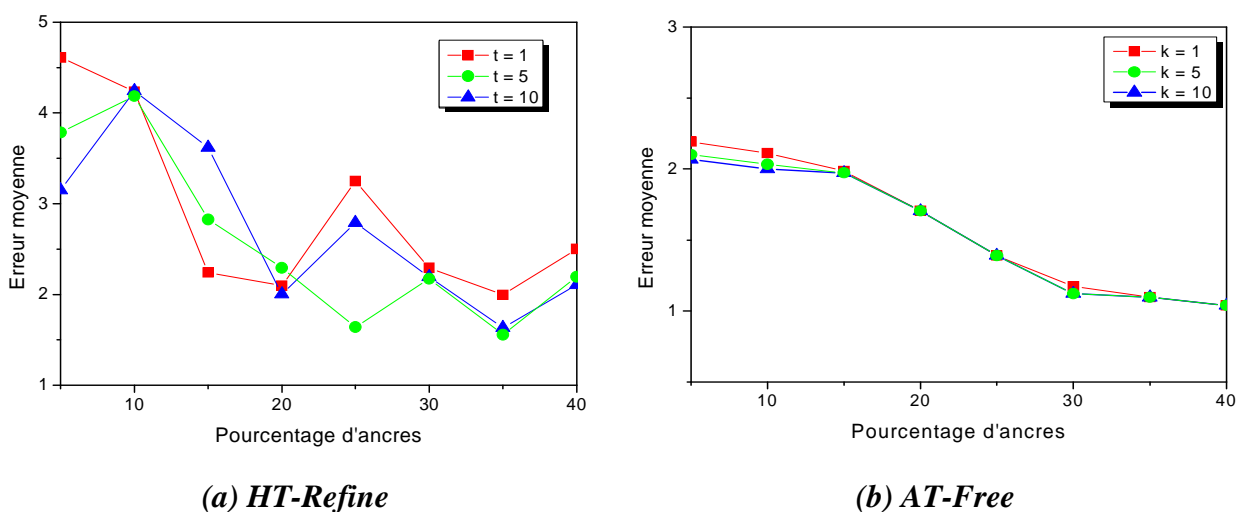 5
4
3
2
1
Erreur moyenne
t = 1
t = 5
t = 10
10
20
30
40
Pourcentage d'ancres
(a) HT-Refine
3
2
1
Erreur moyenne
k = 1
k = 5
k = 10
10
20
30
40
Pourcentage d'ancres
(b) AT-Free